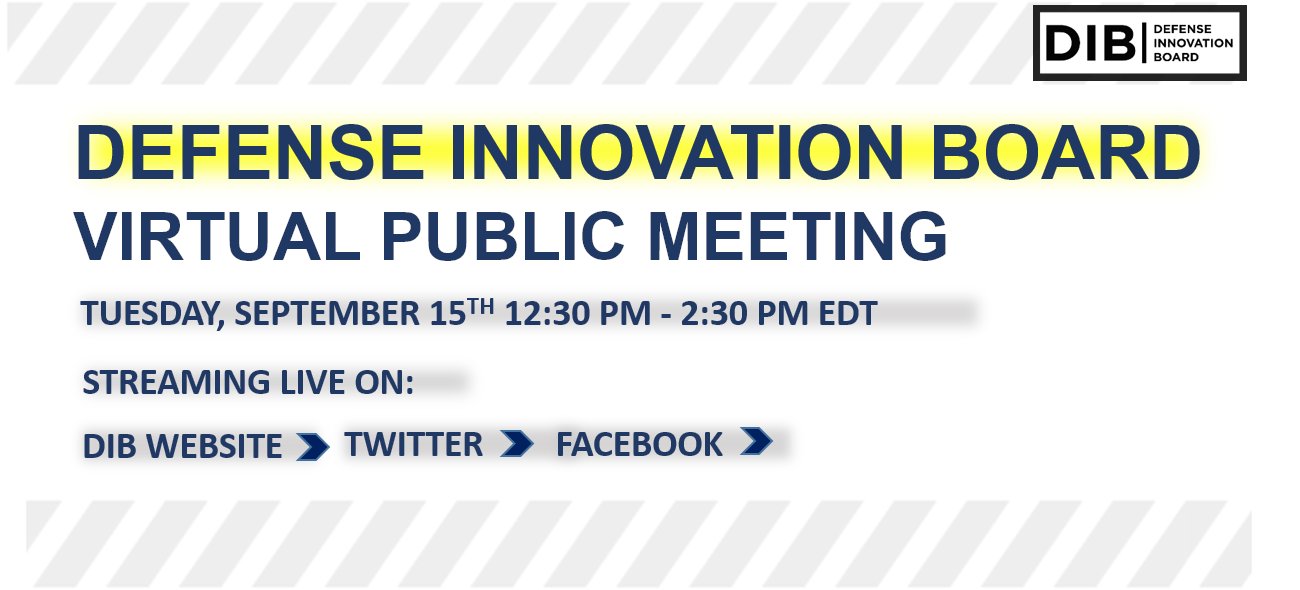 DIB DEFENSE
INNOVATION
BOARD
DEFENSE INNOVATION BOARD
VIRTUAL PUBLIC MEETING
TUESDAY, SEPTEMBER 15TH 12:30 PM - 2:30 PM EDT
STREAMING LIVE ON:
DIB WEBSITE TWITTER FACEBOOK